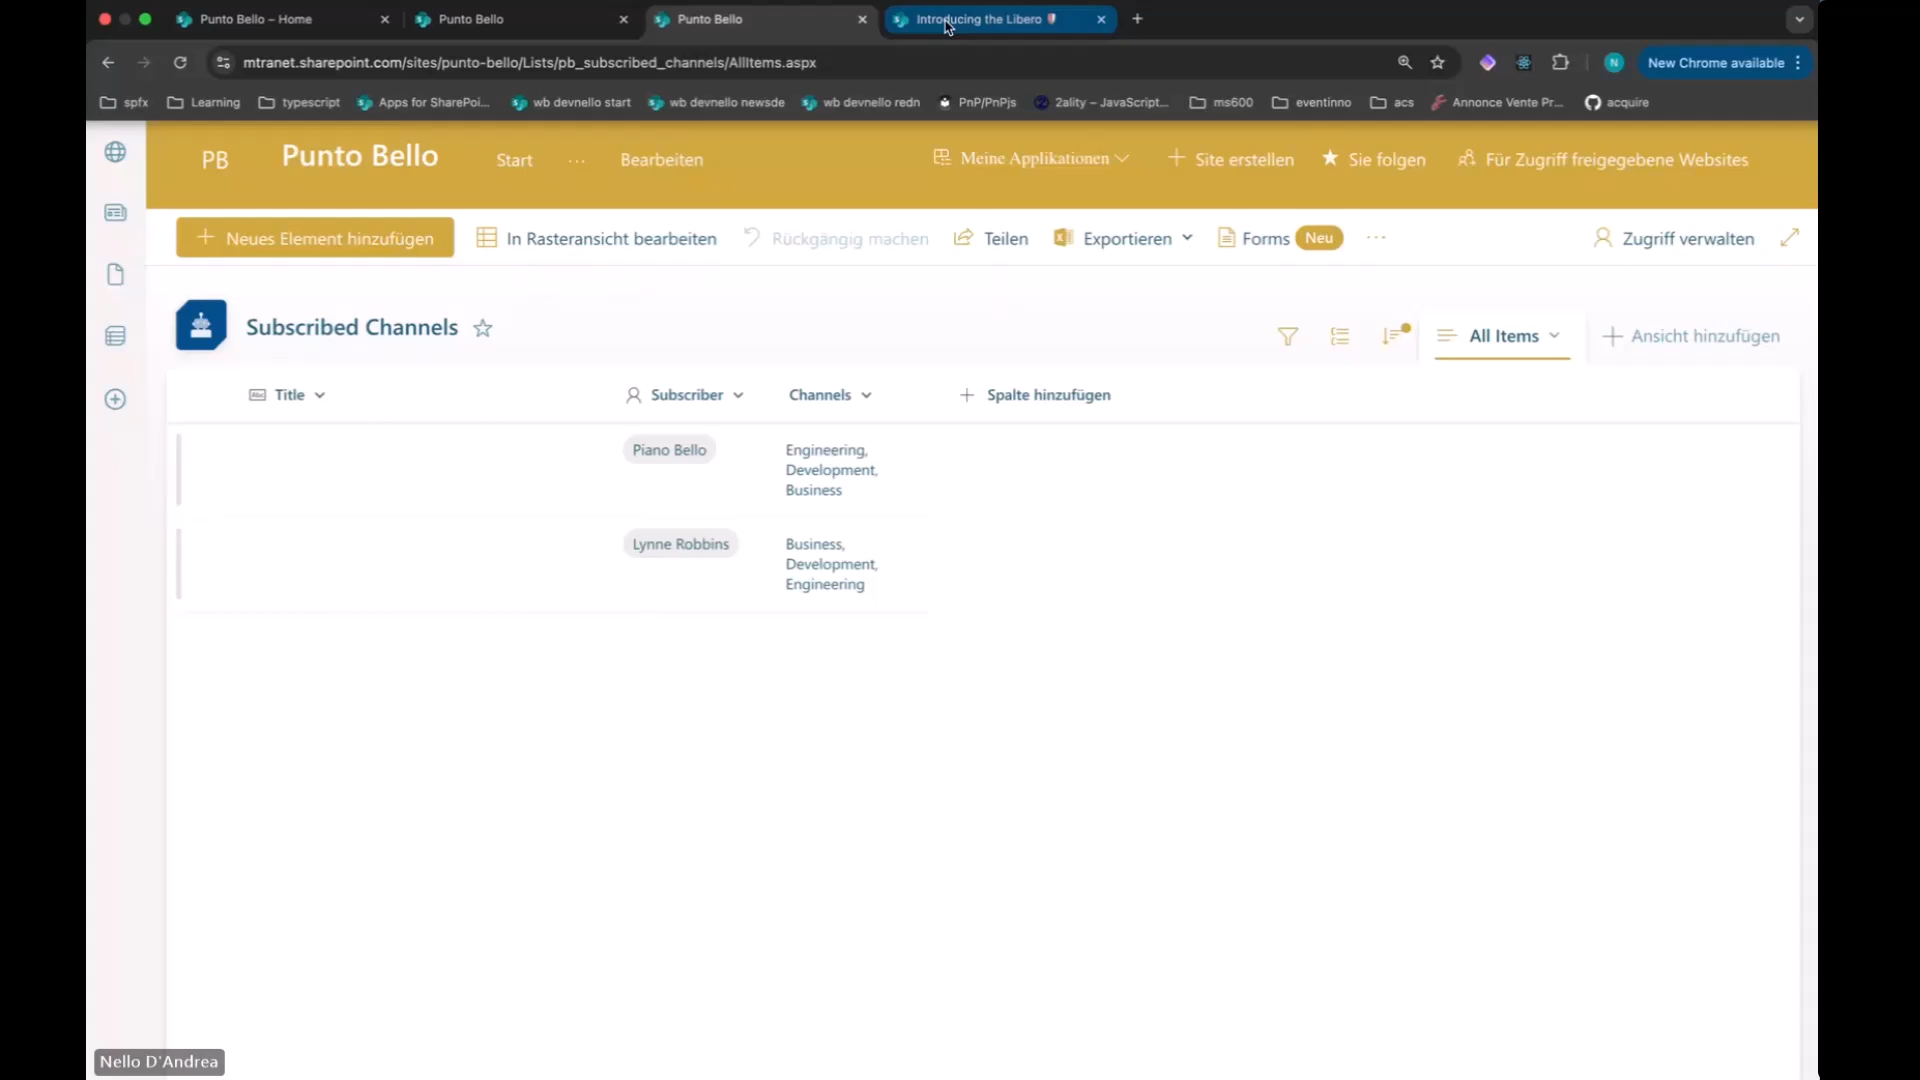 Punto Bello – Home
Punto Bello
Punto Bello
Introducing the Libero
mtranet.sharepoint.com/sites/punto-bello/Lists/pb_subscribed_channels/AllItems.aspx
N
New Chrome available
spfx
Learning
typescript
Apps for SharePoi...
wb devnello start
wb devnello newsde
wb devnello redn
PnP/PnPjs
2ality – JavaScript...
ms600
eventinno
acs
Annonce Vente Pr...
acquire
PB
Punto Bello
Start
...
Bearbeiten
Meine Applikationen
Site erstellen
Sie folgen
Für Zugriff freigegebene Websites
Neues Element hinzufügen
In Rasteransicht bearbeiten
Rückgängig machen
Teilen
Exportieren
Forms
Neu
...
Zugriff verwalten
Subscribed Channels
All Items
Ansicht hinzufügen
Title
Subscriber
Channels
Spalte hinzufügen
Piano Bello
Engineering,
Development,
Business
Lynne Robbins
Business,
Development,
Engineering
Nello D'Andrea